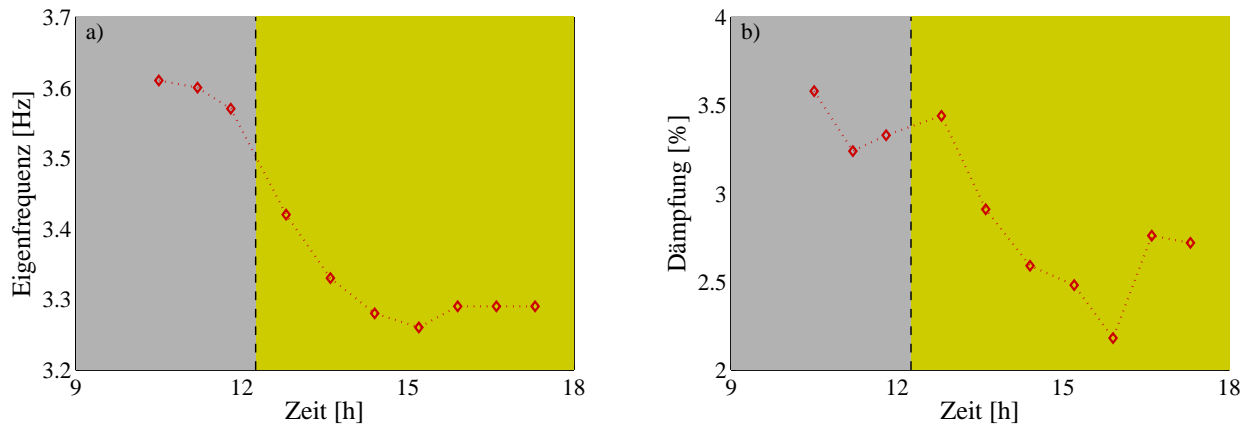 a)
3.7
3.6
3.5
3.4
3.3
3.2
Eigenfrequenz [Hz]
9 12 15 18
Zeit [h]
b)
4
3.5
3
2.5
2
Dämpfung [%]
9 12 15 18
Zeit [h]